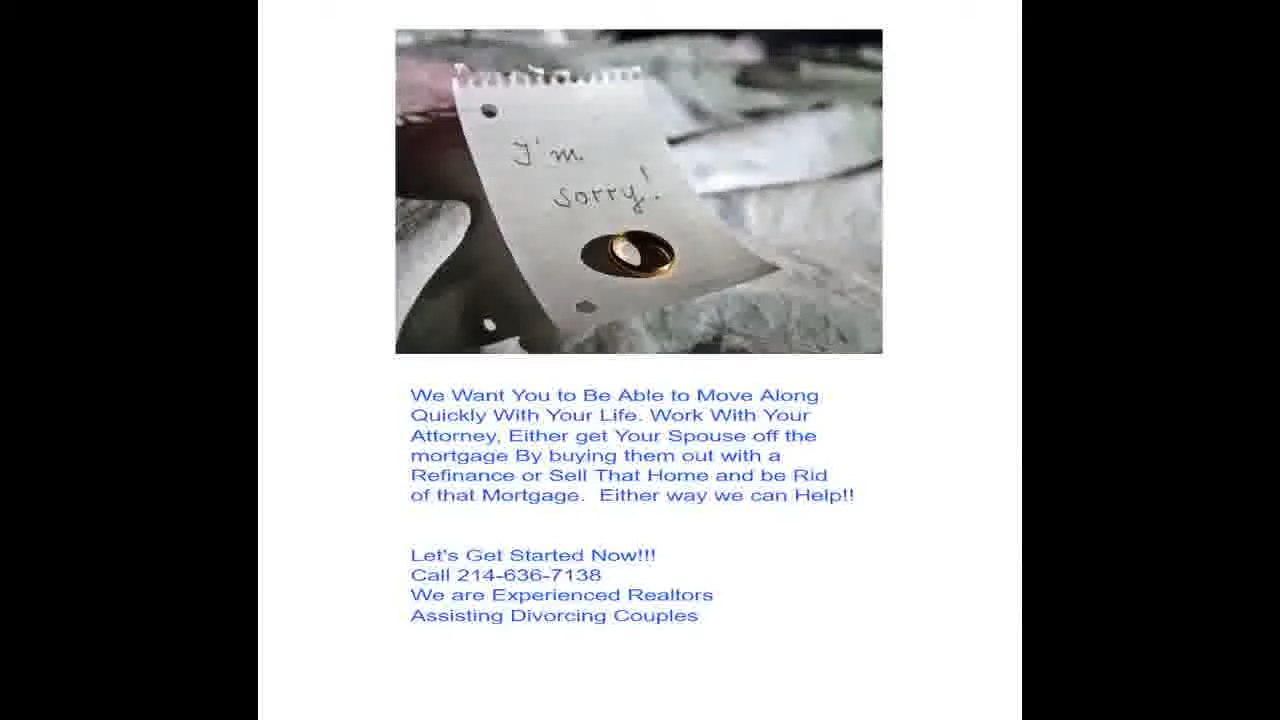 I'm
sorry!
We Want You to Be Able to Move Along
Quickly With Your Life. Work With Your
Attorney, Either get Your Spouse off the
mortgage By buying them out with a
Refinance or Sell That Home and be Rid
of that Mortgage.  Either way we can Help!!
Let's Get Started Now!!!
Call 214-636-7138
We are Experienced Realtors
Assisting Divorcing Couples